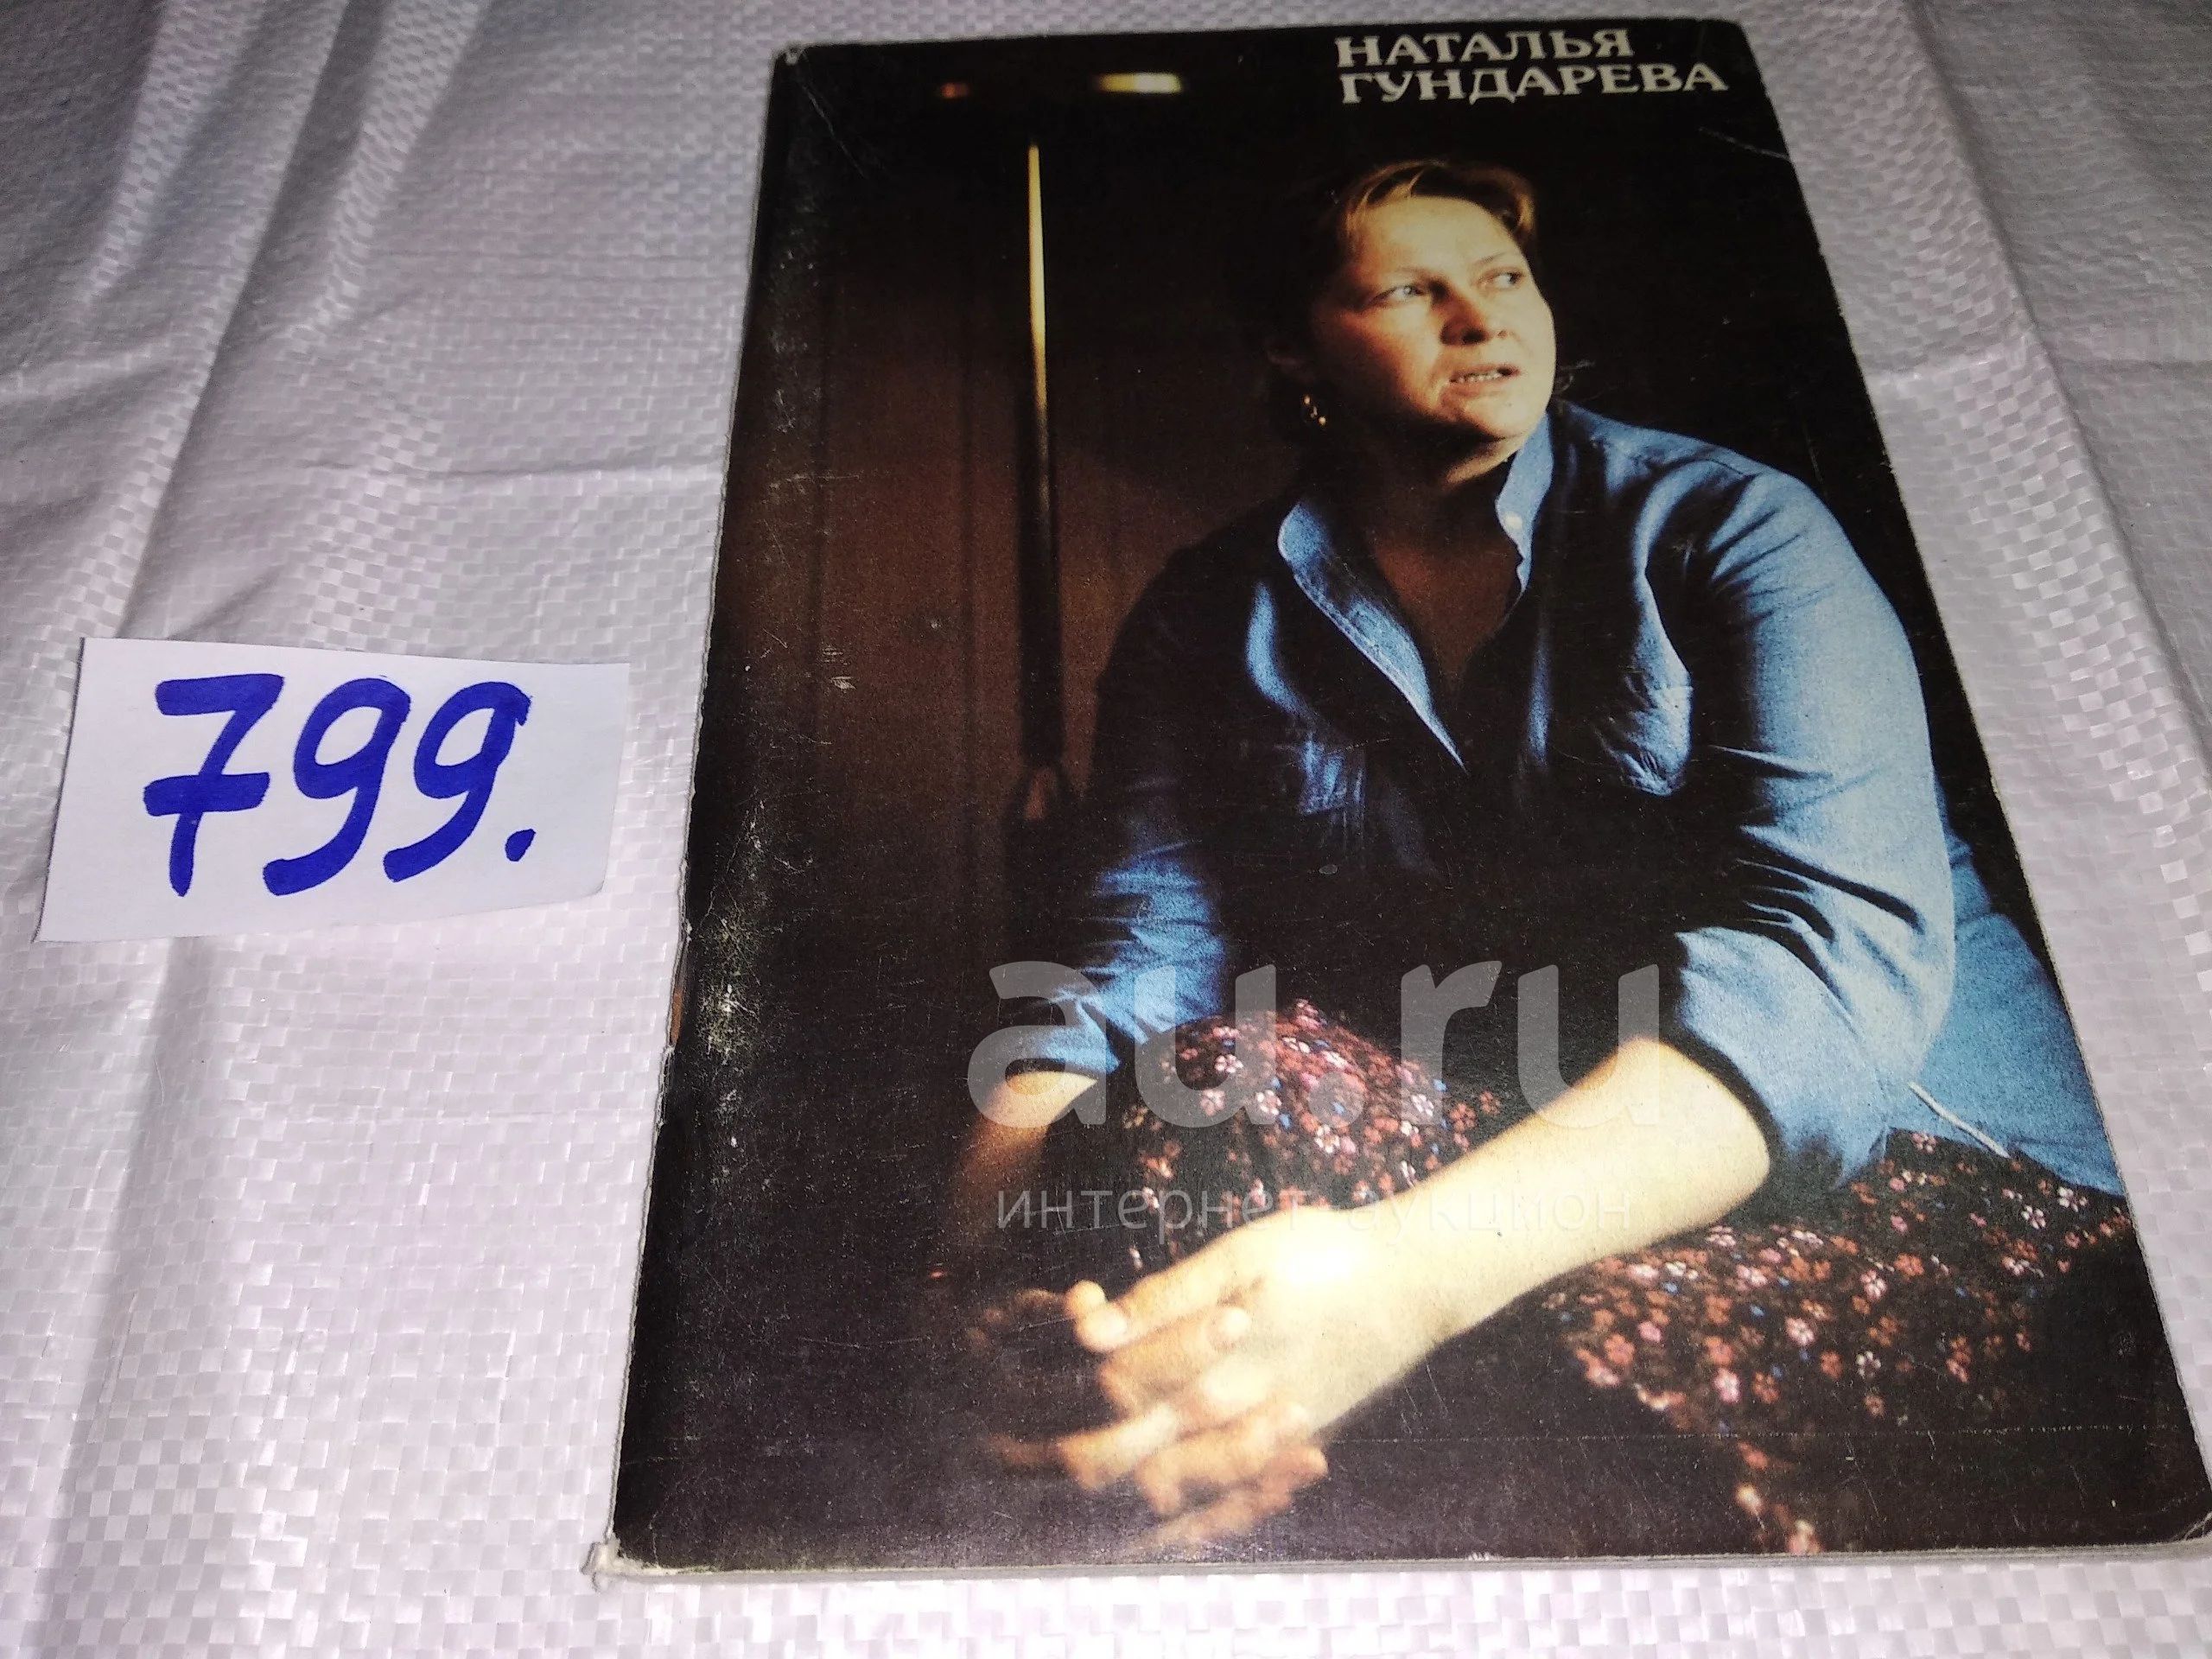 НАТАЛЬЯ
ГУНДАРЕВА
799.
au.ru
интернет-аукцион